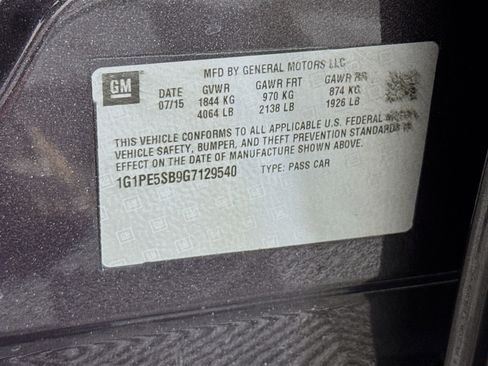 GM
MFD BY GENERAL MOTORS LLC
DATE GVWR GAWR FRT GAWR RR
07/15 1844 KG 970 KG 874 KG
4064 LB 2138 LB 1926 LB
THIS VEHICLE CONFORMS TO ALL APPLICABLE U.S. FEDERAL MOTOR
VEHICLE SAFETY, BUMPER, AND THEFT PREVENTION STANDARDS IN
EFFECT ON THE DATE OF MANUFACTURE SHOWN ABOVE.
1G1PE5SB9G7129540 TYPE: PASS CAR